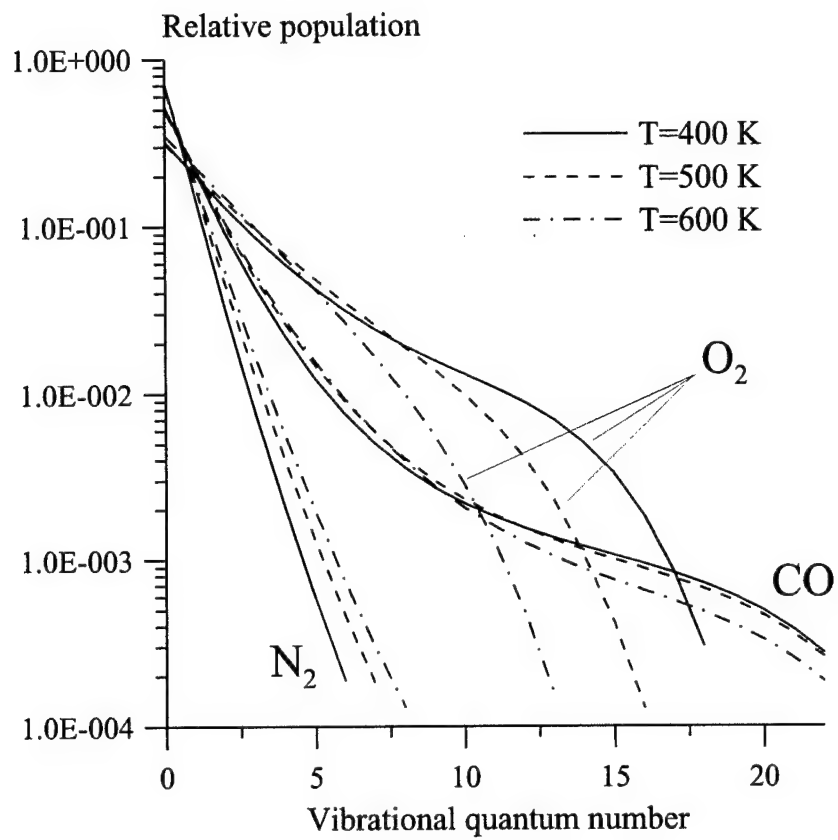 Relative population
1.0E+000
1.0E-001
1.0E-002
1.0E-003
1.0E-004
T=400 K
T=500 K
T=600 K
O₂
CO
N₂
0 5 10 15 20
Vibrational quantum number